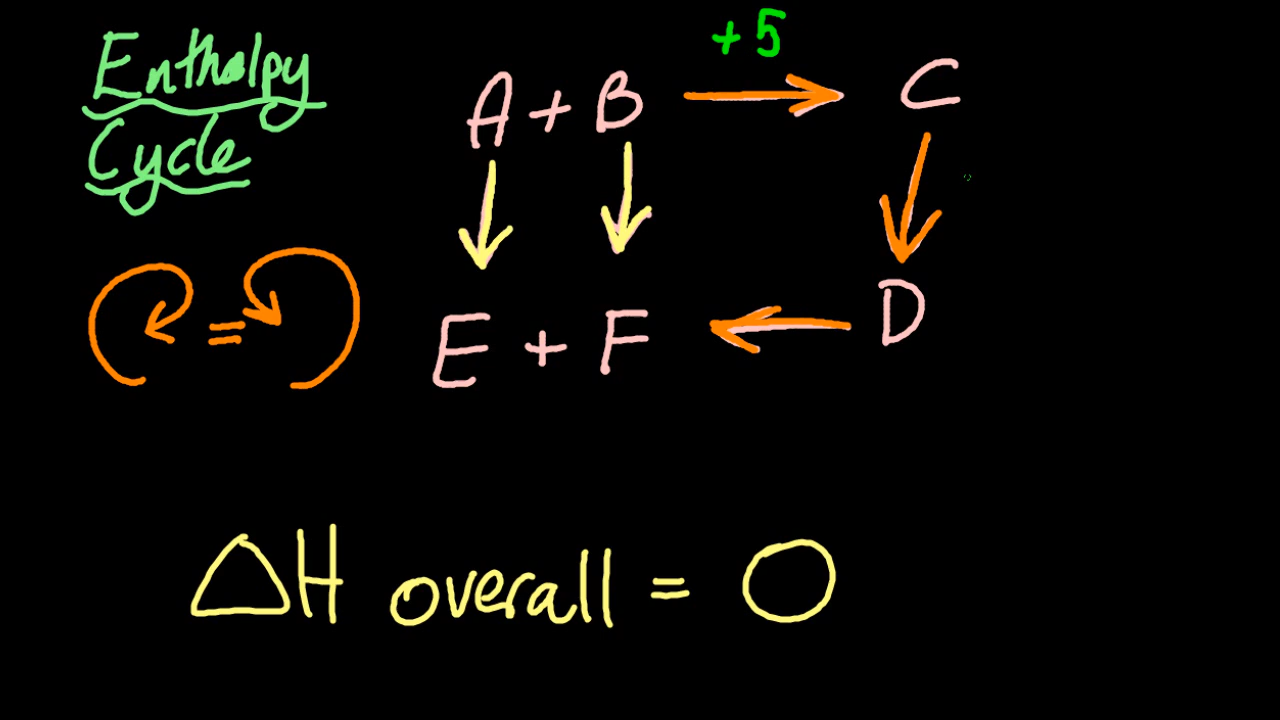 Enthalpy
Cycle
+5
A + B → C
↓ ↓ ↓
E + F ← D
=
ΔH overall = 0